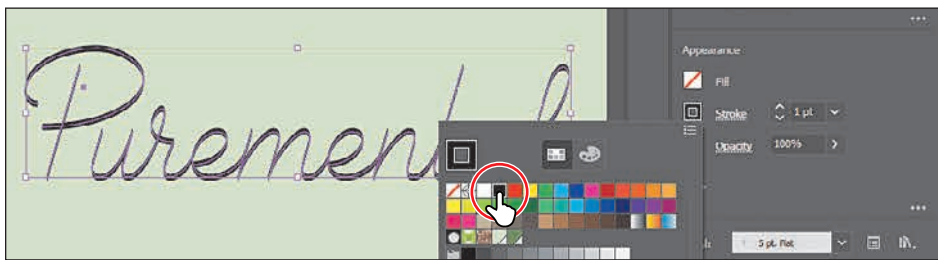 Appearance
Fill
Purement
Stroke 1 pt
Opacity 100%
5 pt. Flat